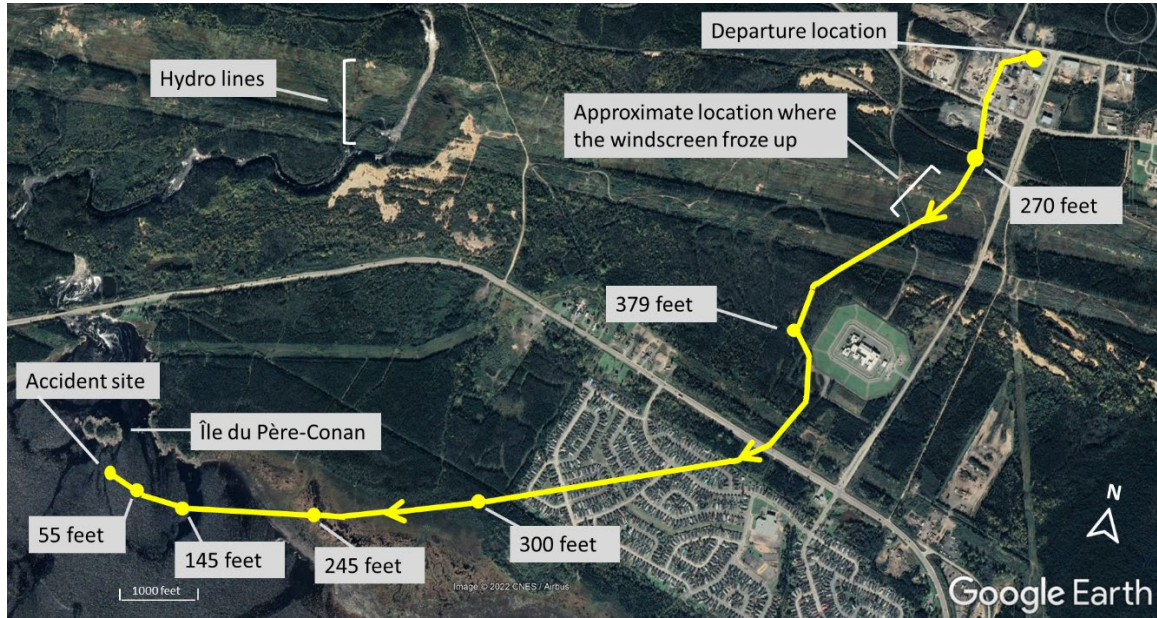 Departure location
Hydro lines
Approximate location where
the windscreen froze up
270 feet
379 feet
Accident site
Île du Père-Conan
N
55 feet
145 feet
245 feet
300 feet
1000 feet
Image © 2022 CNES / Airbus
Google Earth